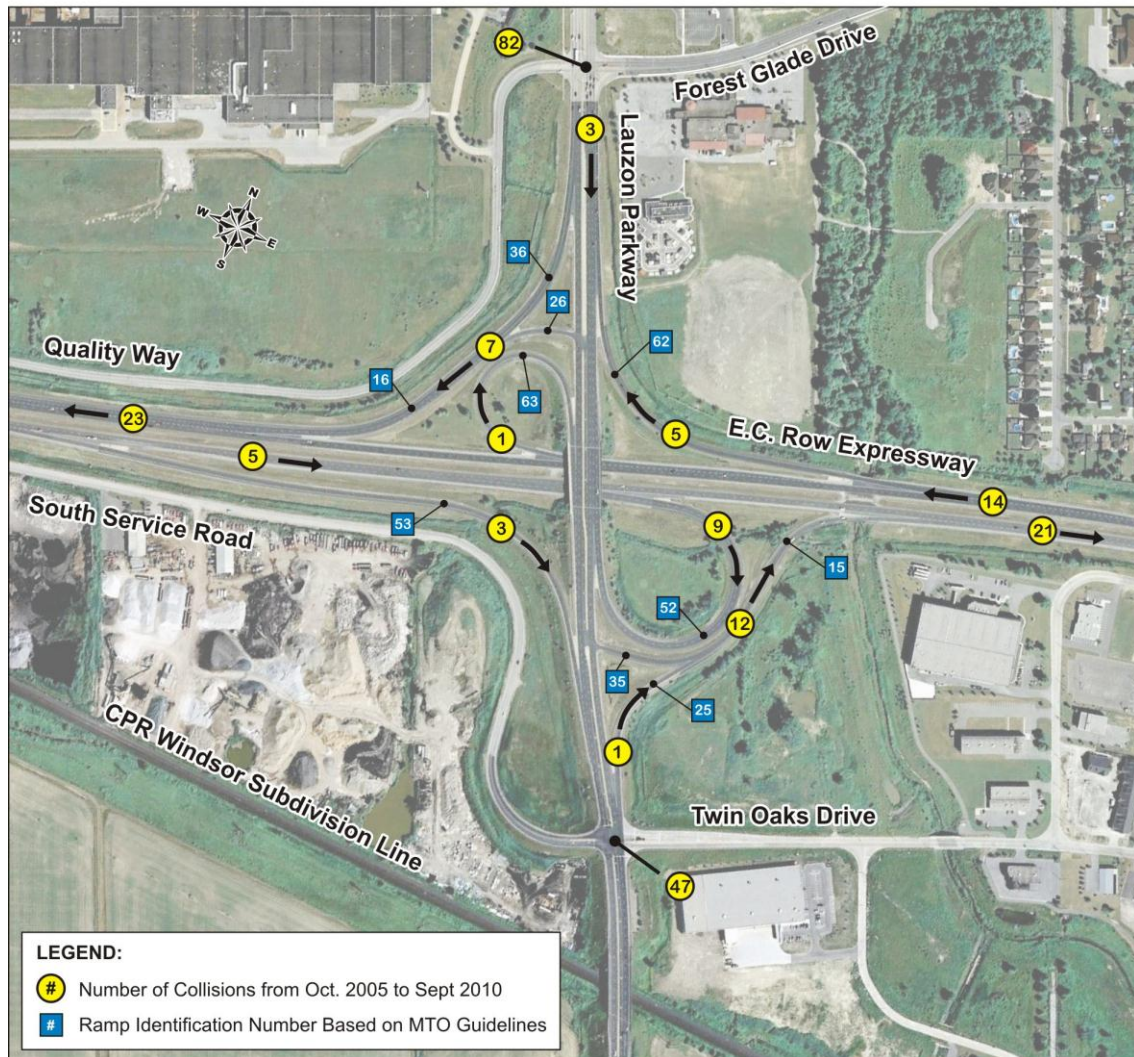 82
Forest Glade Drive
3
Lauzon Parkway
N
W
E
S
36
26
Quality Way
7
62
16
63
23
1
5
E.C. Row Expressway
5
14
South Service Road
53
3
9
21
15
52
12
35
25
CPR Windsor Subdivision Line
1
Twin Oaks Drive
47
LEGEND:
# Number of Collisions from Oct. 2005 to Sept 2010
# Ramp Identification Number Based on MTO Guidelines